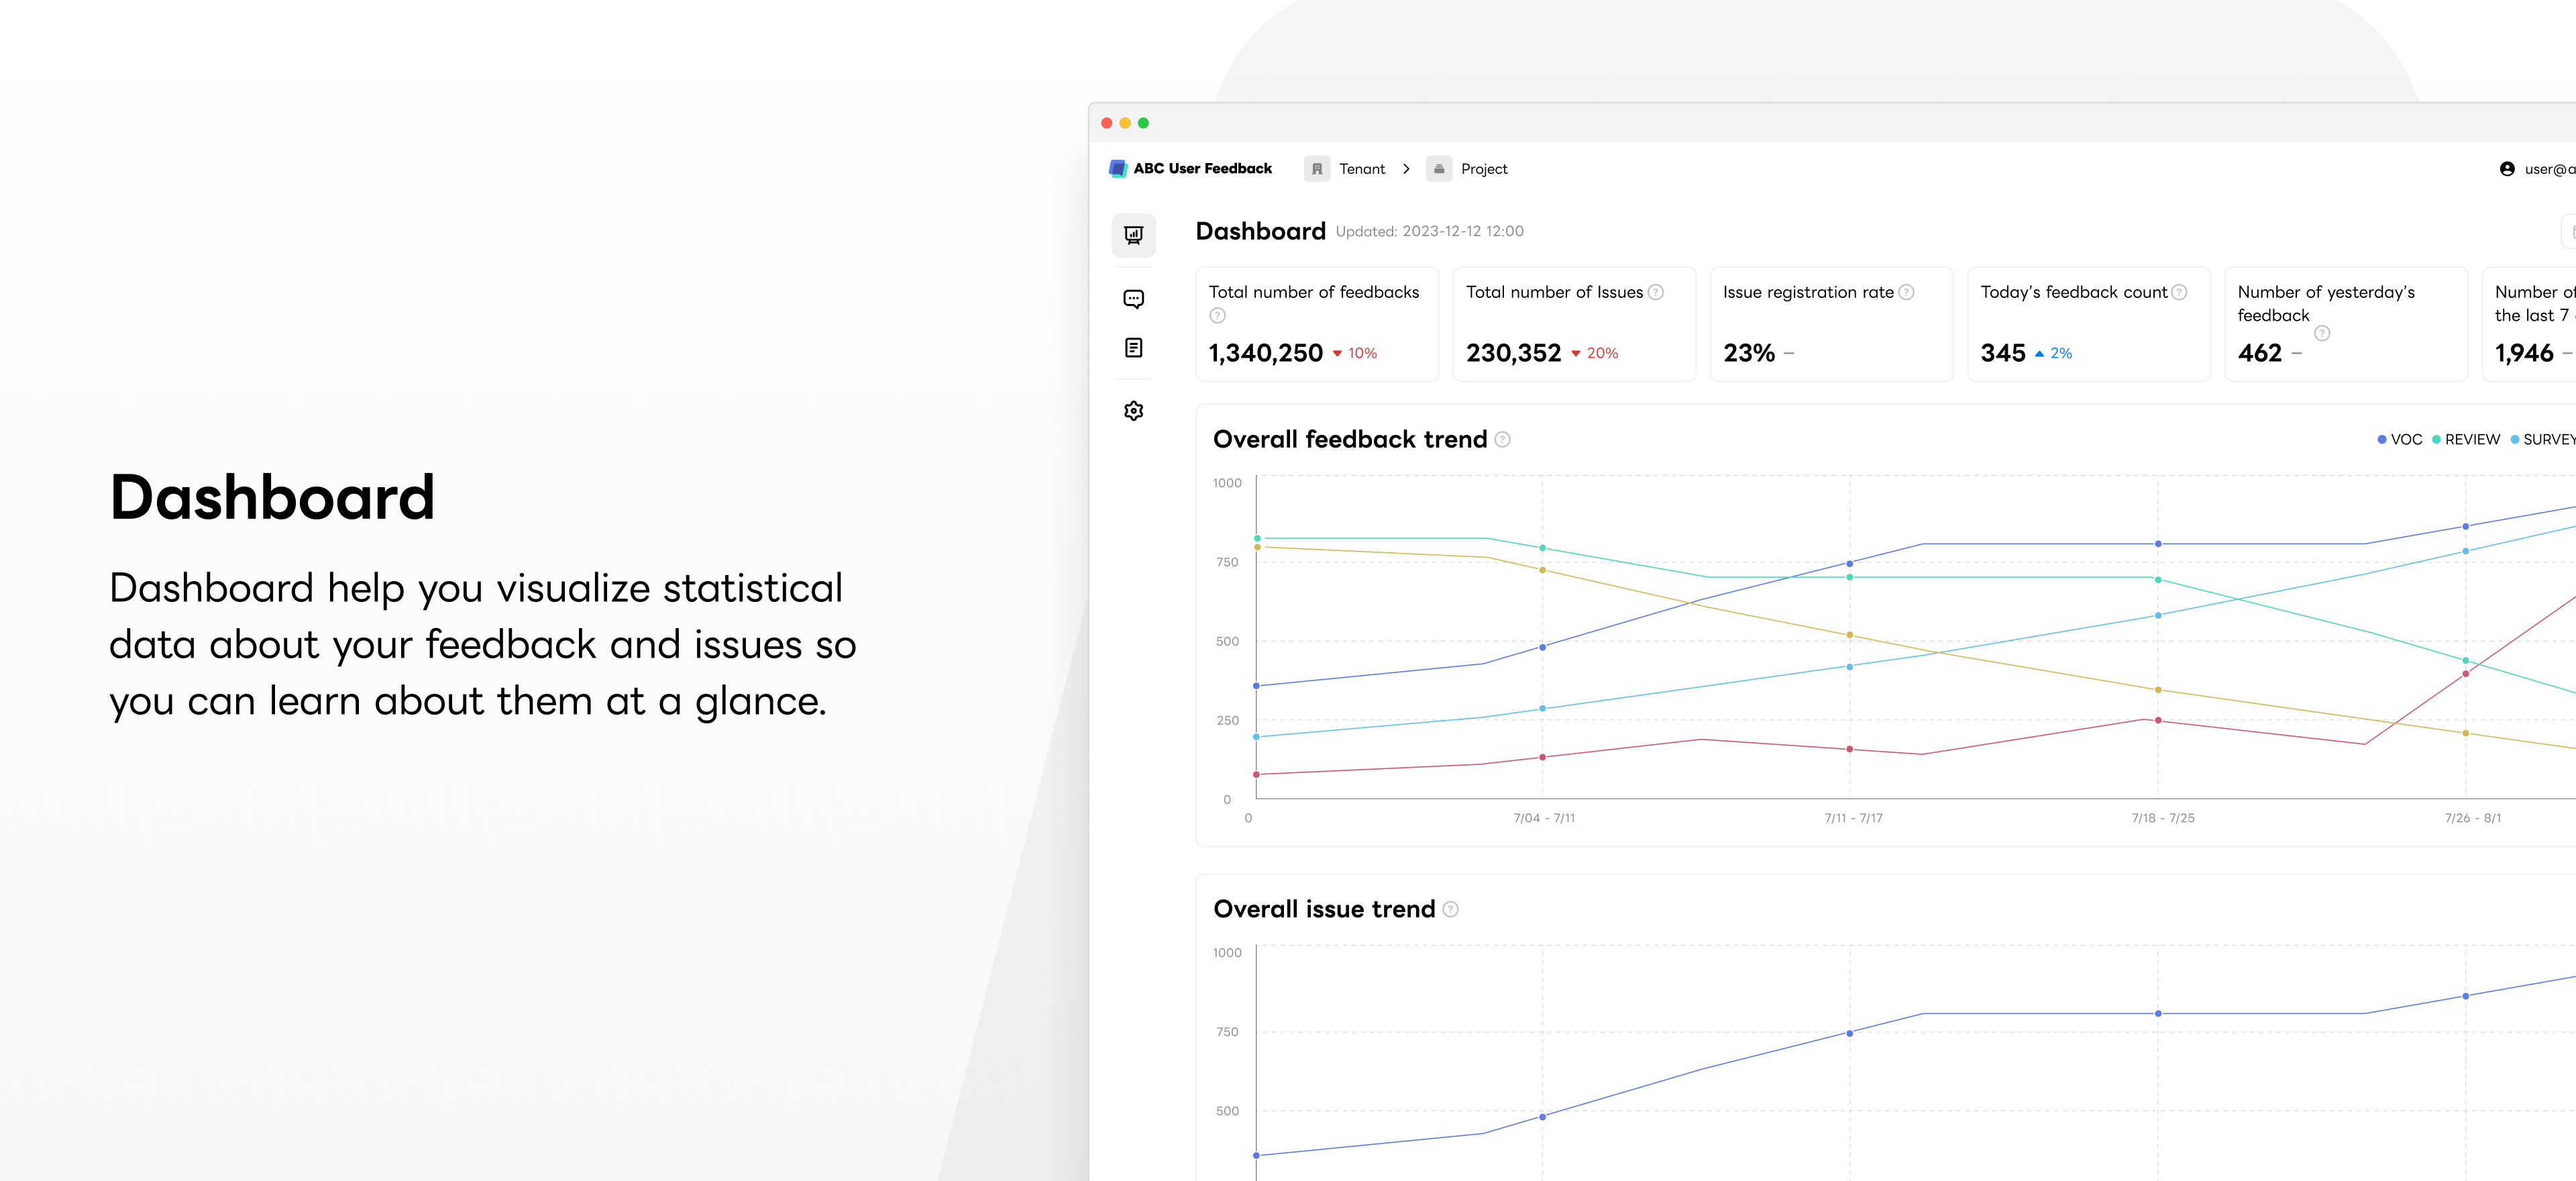 Dashboard
Dashboard help you visualize statistical
data about your feedback and issues so
you can learn about them at a glance.
ABC User Feedback
Tenant
Project
user@a
Dashboard
Updated: 2023-12-12 12:00
Total number of feedbacks
1,340,250
10%
Total number of Issues
230,352
20%
Issue registration rate
23% –
Today's feedback count
345
2%
Number of yesterday's
feedback
462 –
Number of
the last 7
1,946 –
Overall feedback trend
VOC
REVIEW
SURVEY
1000
750
500
250
0
0
7/04 - 7/11
7/11 - 7/17
7/18 - 7/25
7/26 - 8/1
Overall issue trend
1000
750
500